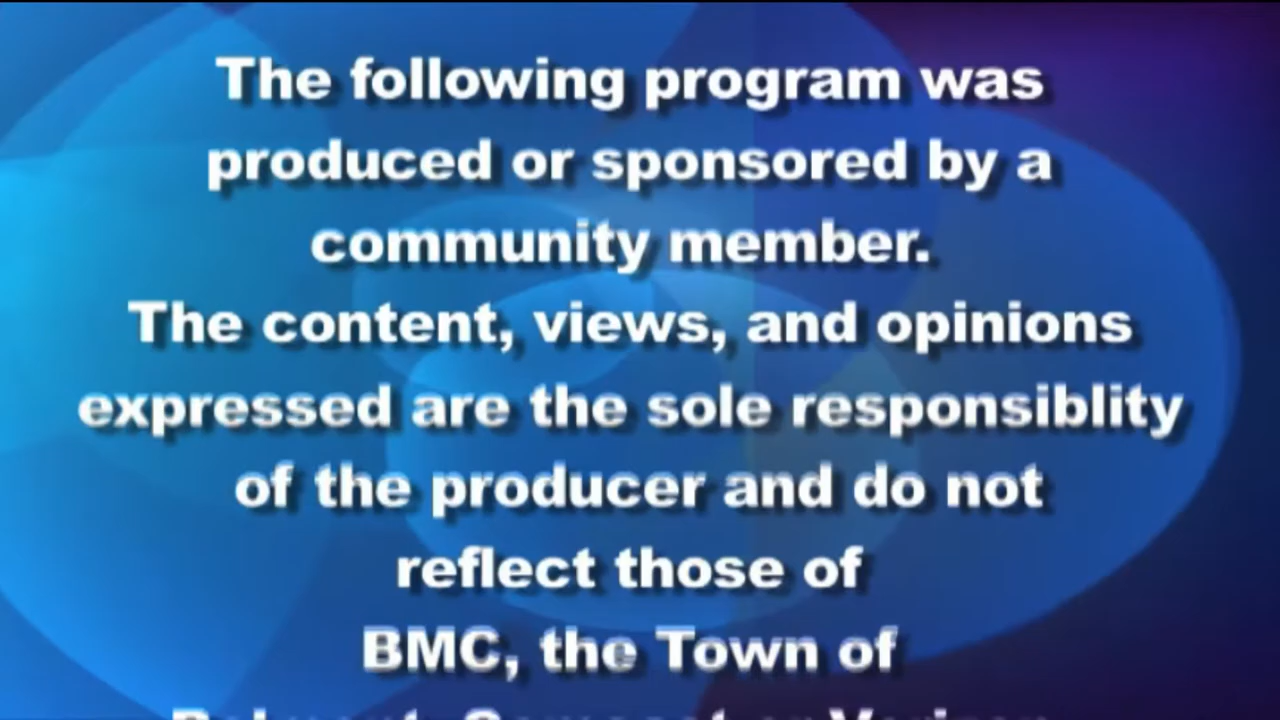 The following program was
produced or sponsored by a
community member.
The content, views, and opinions
expressed are the sole responsiblity
of the producer and do not
reflect those of
BMC, the Town of